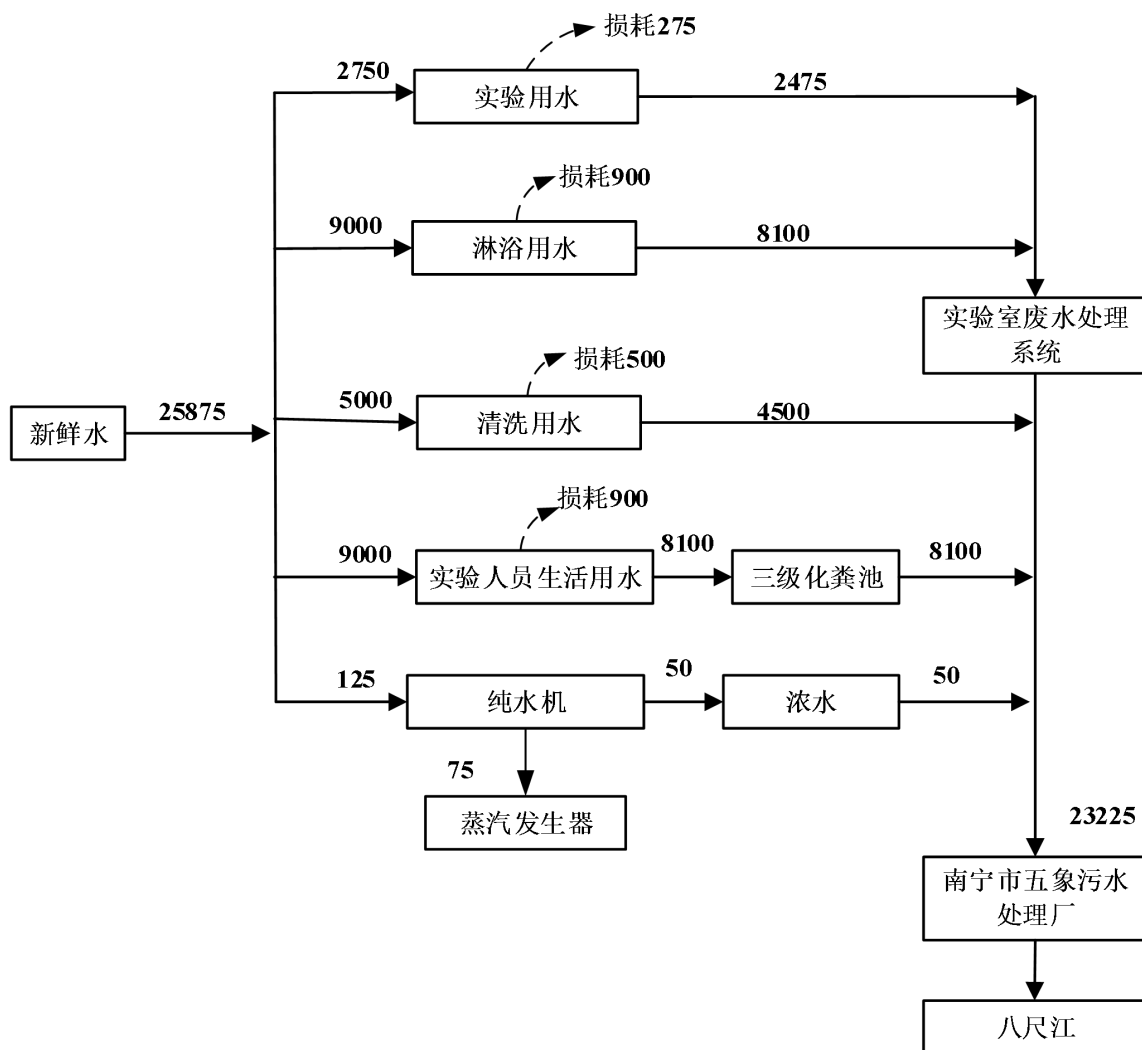 损耗275
2750
实验用水
2475
损耗900
9000
淋浴用水
8100
实验室废水处理
系统
损耗500
5000
清洗用水
4500
新鲜水
25875
损耗900
9000
实验人员生活用水
8100
三级化粪池
8100
125
纯水机
50
浓水
50
75
蒸汽发生器
23225
南宁市五象污水
处理厂
八尺江